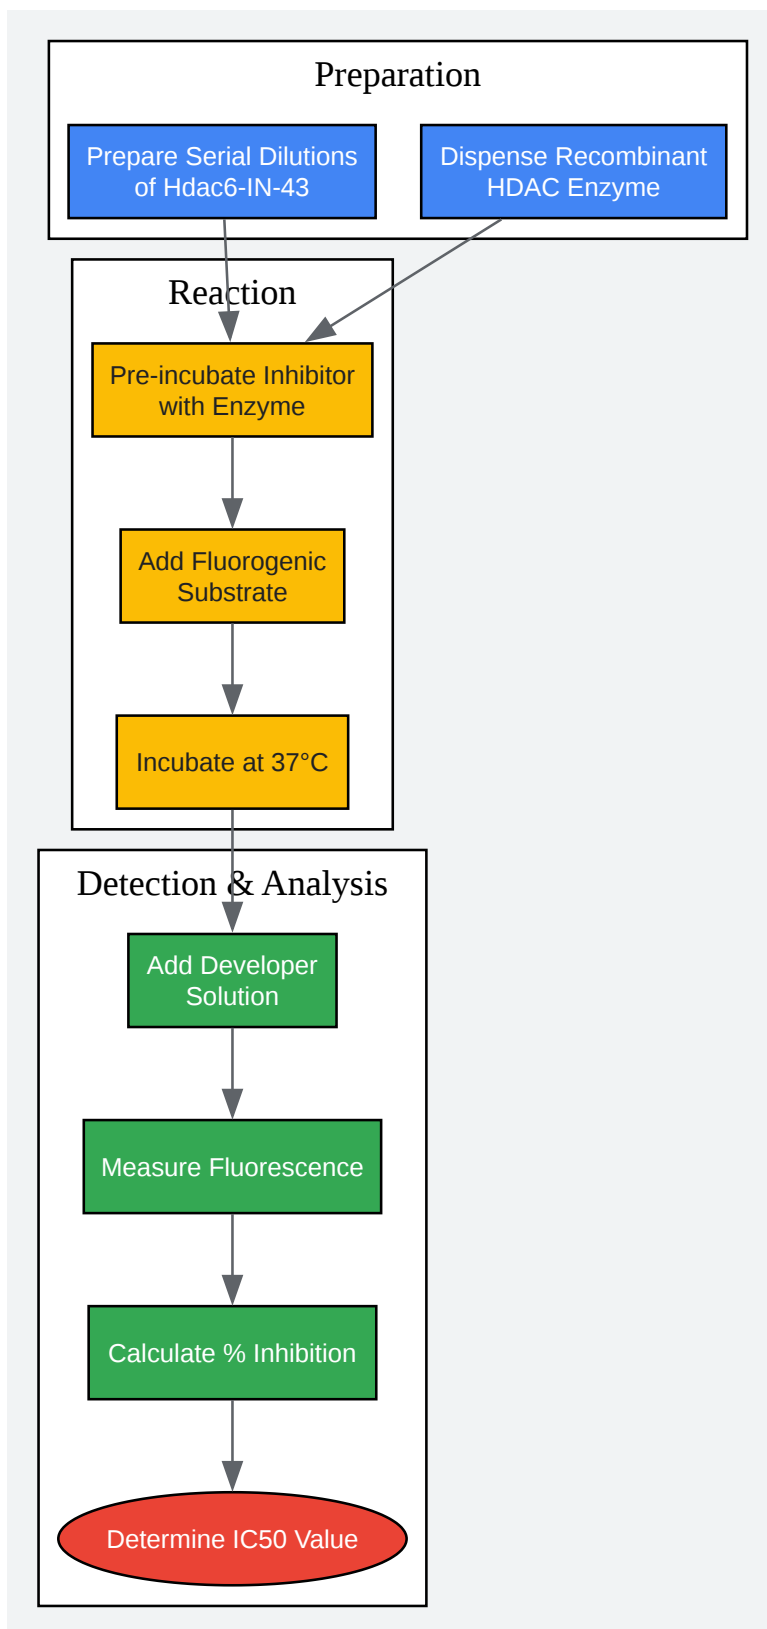 Preparation
Prepare Serial Dilutions
of Hdac6-IN-43
Dispense Recombinant
HDAC Enzyme
Reaction
Pre-incubate Inhibitor
with Enzyme
Add Fluorogenic
Substrate
Incubate at 37°C
Detection & Analysis
Add Developer
Solution
Measure Fluorescence
Calculate % Inhibition
Determine IC50 Value